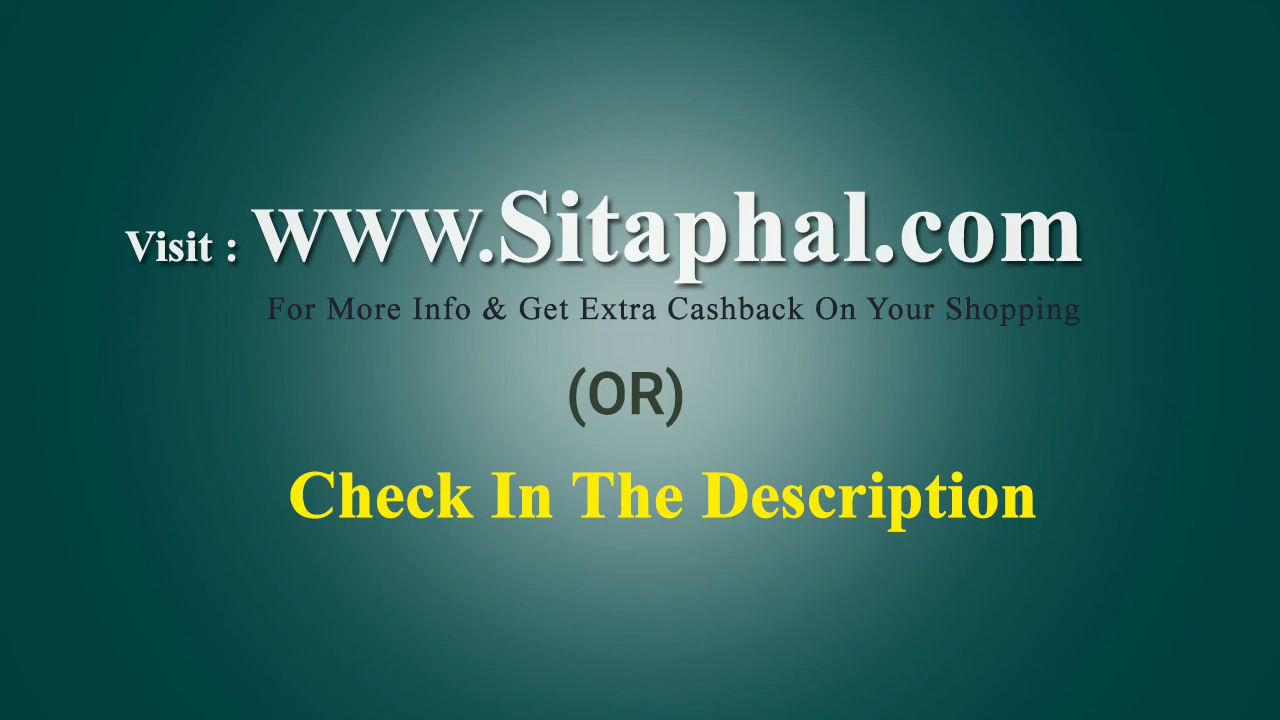 Visit : www.Sitaphal.com
For More Info & Get Extra Cashback On Your Shopping
(OR)
Check In The Description